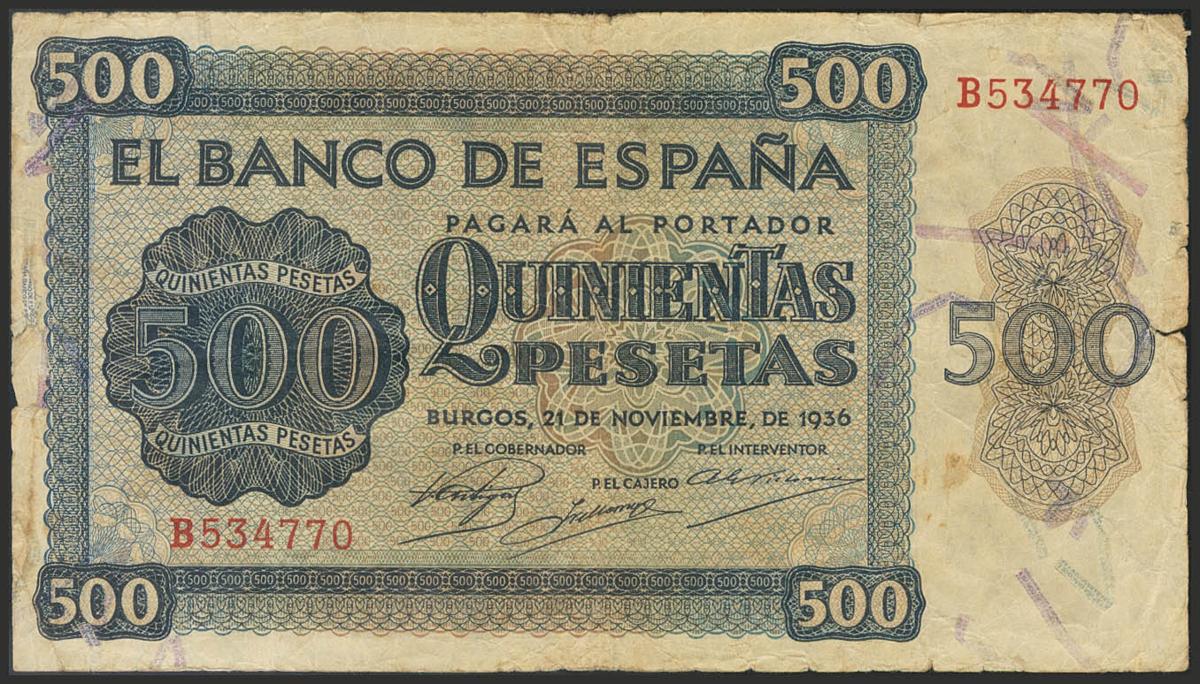 500
500
B534770
EL BANCO DE ESPAÑA
PAGARÁ AL PORTADOR
QUINIENTAS
PESETAS
QUINIENTAS PESETAS
500
QUINIENTAS PESETAS
500
BURGOS, 21 DE NOVIEMBRE, DE 1936
P. EL GOBERNADOR
P. EL INTERVENTOR
P. EL CAJERO
B534770
500
500